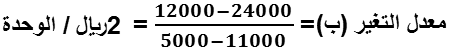 معدل التغير (ب)= 12000−24000 / 5000−11000 = 2ريال / الوحدة